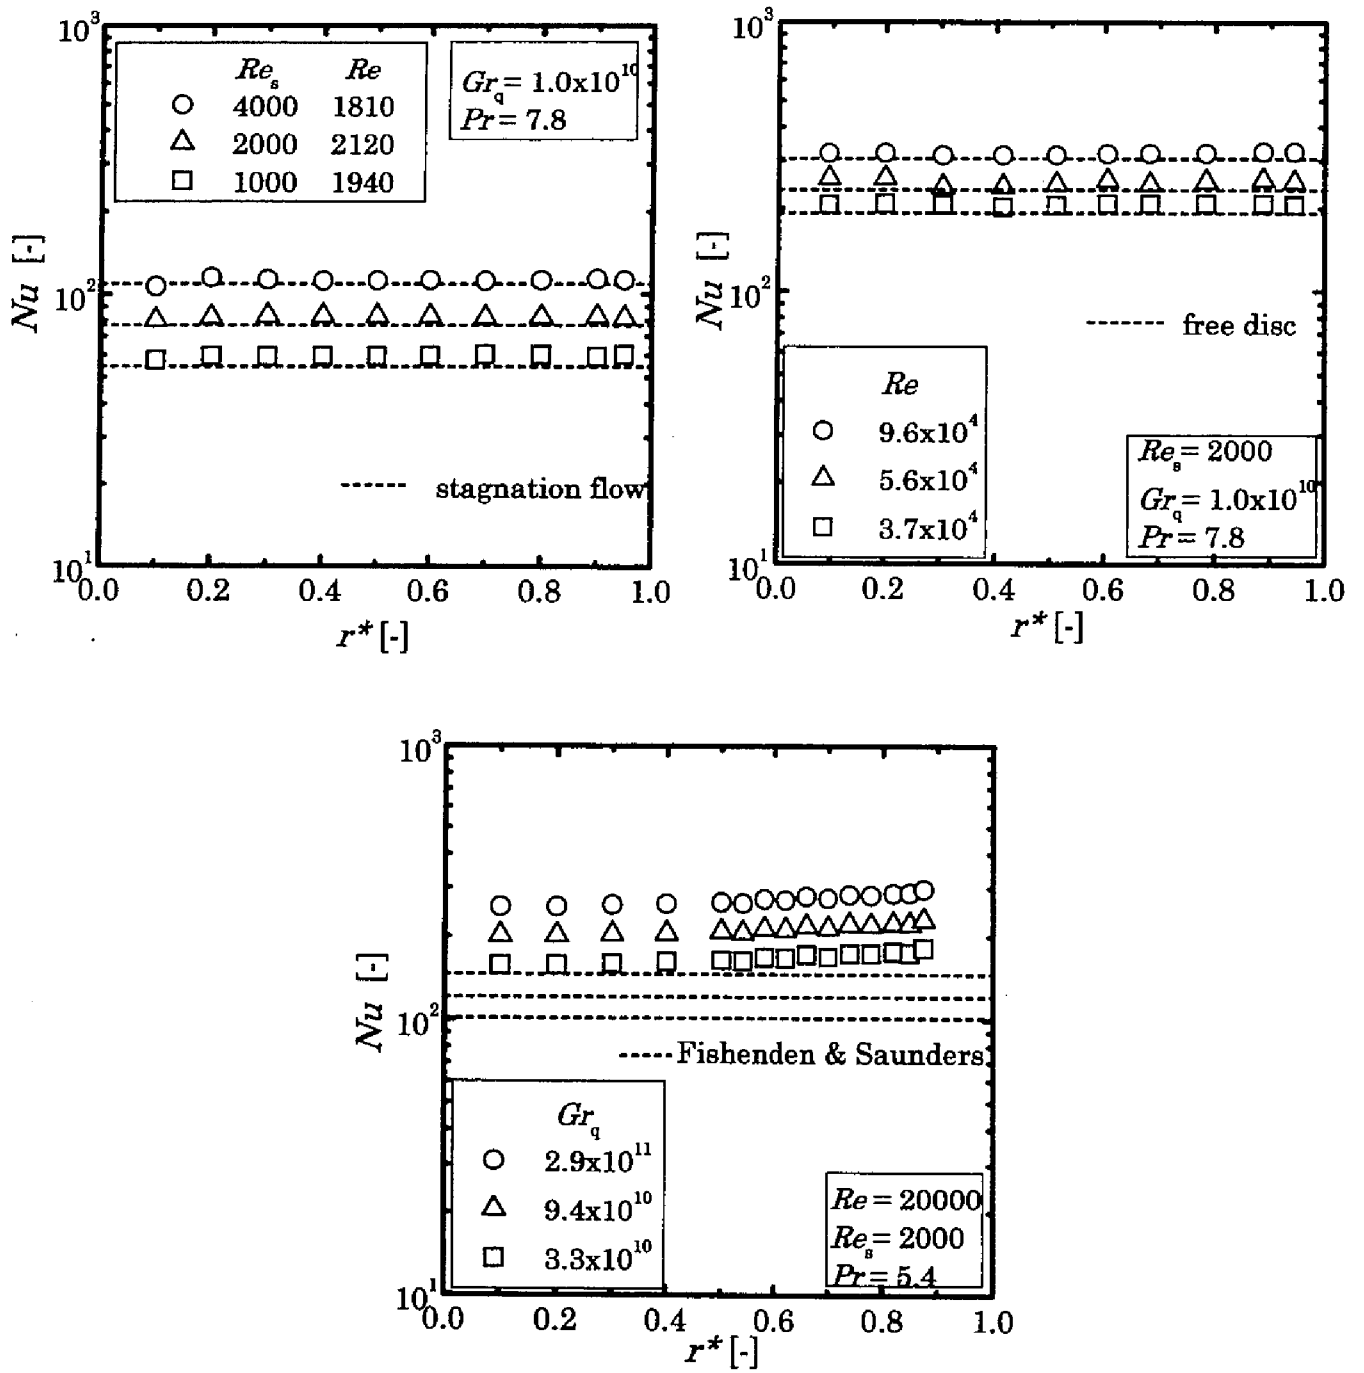 10³
Re_s Re
○ 4000 1810
△ 2000 2120
□ 1000 1940
Gr_q = 1.0x10¹⁰
Pr = 7.8
Nu [-]
10²
stagnation flow
10¹
0.0 0.2 0.4 0.6 0.8 1.0
r* [-]
10³
Nu [-]
10²
free disc
Re
○ 9.6x10⁴
△ 5.6x10⁴
□ 3.7x10⁴
Re_s = 2000
Gr_q = 1.0x10¹⁰
Pr = 7.8
10¹
0.0 0.2 0.4 0.6 0.8 1.0
r* [-]
10³
Nu [-]
10²
Fishenden & Saunders
Gr_q
○ 2.9x10¹¹
△ 9.4x10¹⁰
□ 3.3x10¹⁰
Re = 20000
Re_s = 2000
Pr = 5.4
10¹
0.0 0.2 0.4 0.6 0.8 1.0
r* [-]